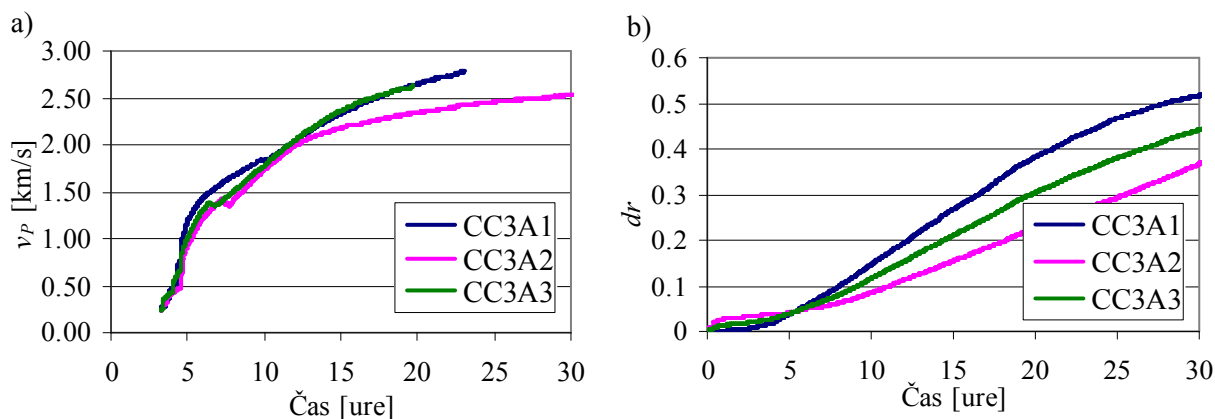 a)
3.00
2.50
2.00
1.50
1.00
0.50
0.00
v_P [km/s]
0 5 10 15 20 25 30
Čas [ure]
CC3A1
CC3A2
CC3A3
b)
0.6
0.5
0.4
0.3
0.2
0.1
0
dr
0 5 10 15 20 25 30
Čas [ure]
CC3A1
CC3A2
CC3A3